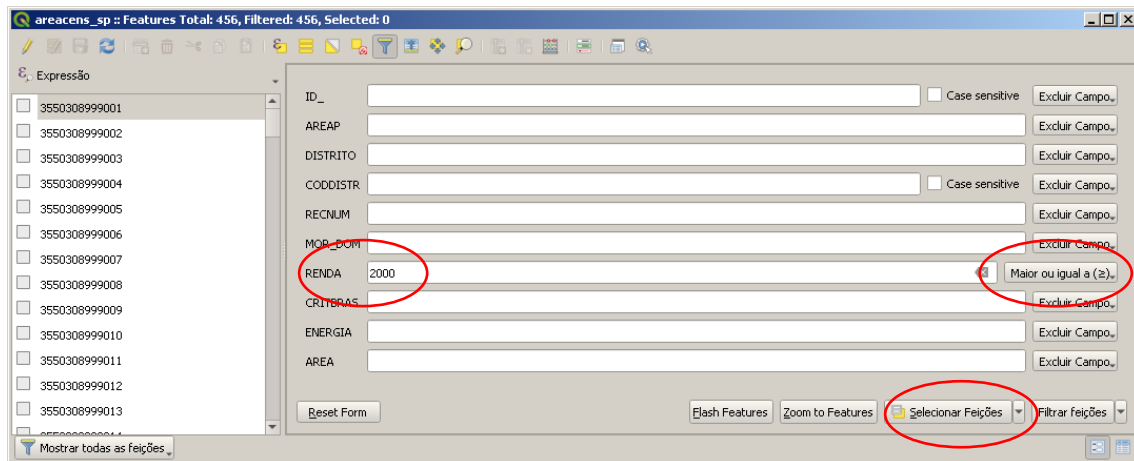 areacens_sp :: Features Total: 456, Filtered: 456, Selected: 0
Expressão
3550308999001
3550308999002
3550308999003
3550308999004
3550308999005
3550308999006
3550308999007
3550308999008
3550308999009
3550308999010
3550308999011
3550308999012
3550308999013
ID_ Case sensitive Excluir Campo
AREAP Excluir Campo
DISTRITO Excluir Campo
CODDISTR Case sensitive Excluir Campo
RECNUM Excluir Campo
MOR_DOM Excluir Campo
RENDA 2000 Maior ou igual a (≥)
CRITBRAS Excluir Campo
ENERGIA Excluir Campo
AREA Excluir Campo
Reset Form Flash Features Zoom to Features Selecionar Feições Filtrar feições
Mostrar todas as feições